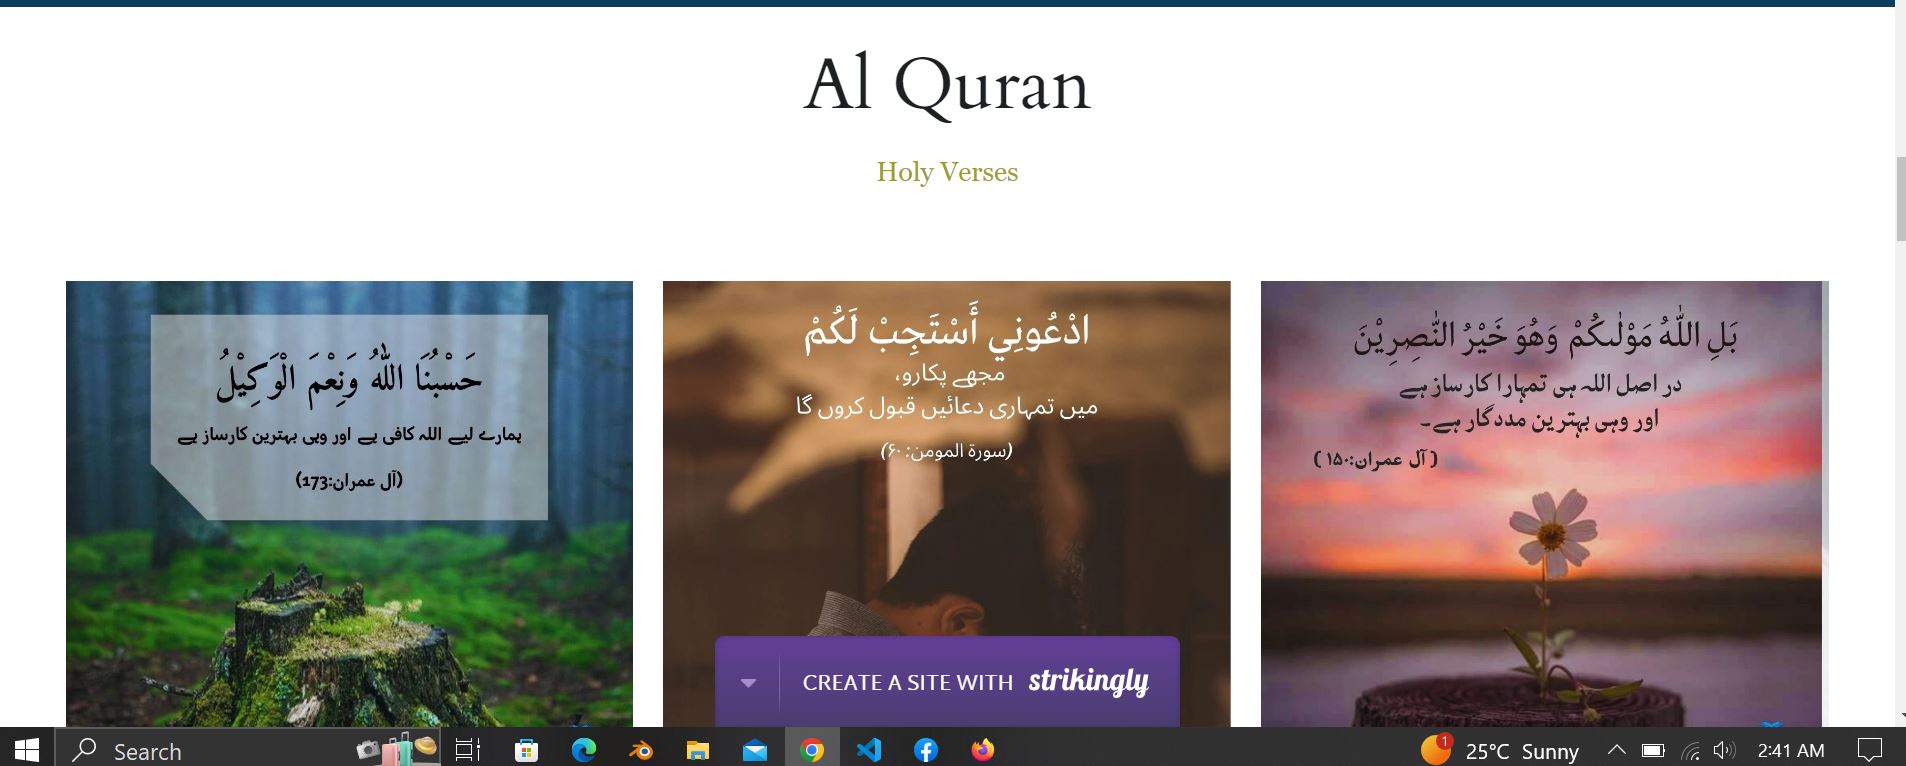 Al Quran
Holy Verses
حَسْبُنَا اللّٰهُ وَنِعْمَ الْوَكِيْلُ
ہمارے لیے اللہ کافی ہے اور وہی بہترین کارساز ہے
(آل عمران:173)
ادْعُونِي أَسْتَجِبْ لَكُمْ
مجھے پکارو،
میں تمہاری دعائیں قبول کروں گا
(سورۃ المومن: ۶۰)
بَلِ اللّٰهُ مَوْلٰىكُمْ وَهُوَ خَيْرُ النّٰصِرِيْنَ
در اصل اللہ ہی تمہارا کارساز ہے
اور وہی بہترین مددگار ہے۔
( آل عمران:۱۵۰ )
CREATE A SITE WITH strikingly
Search
1
25°C Sunny
2:41 AM